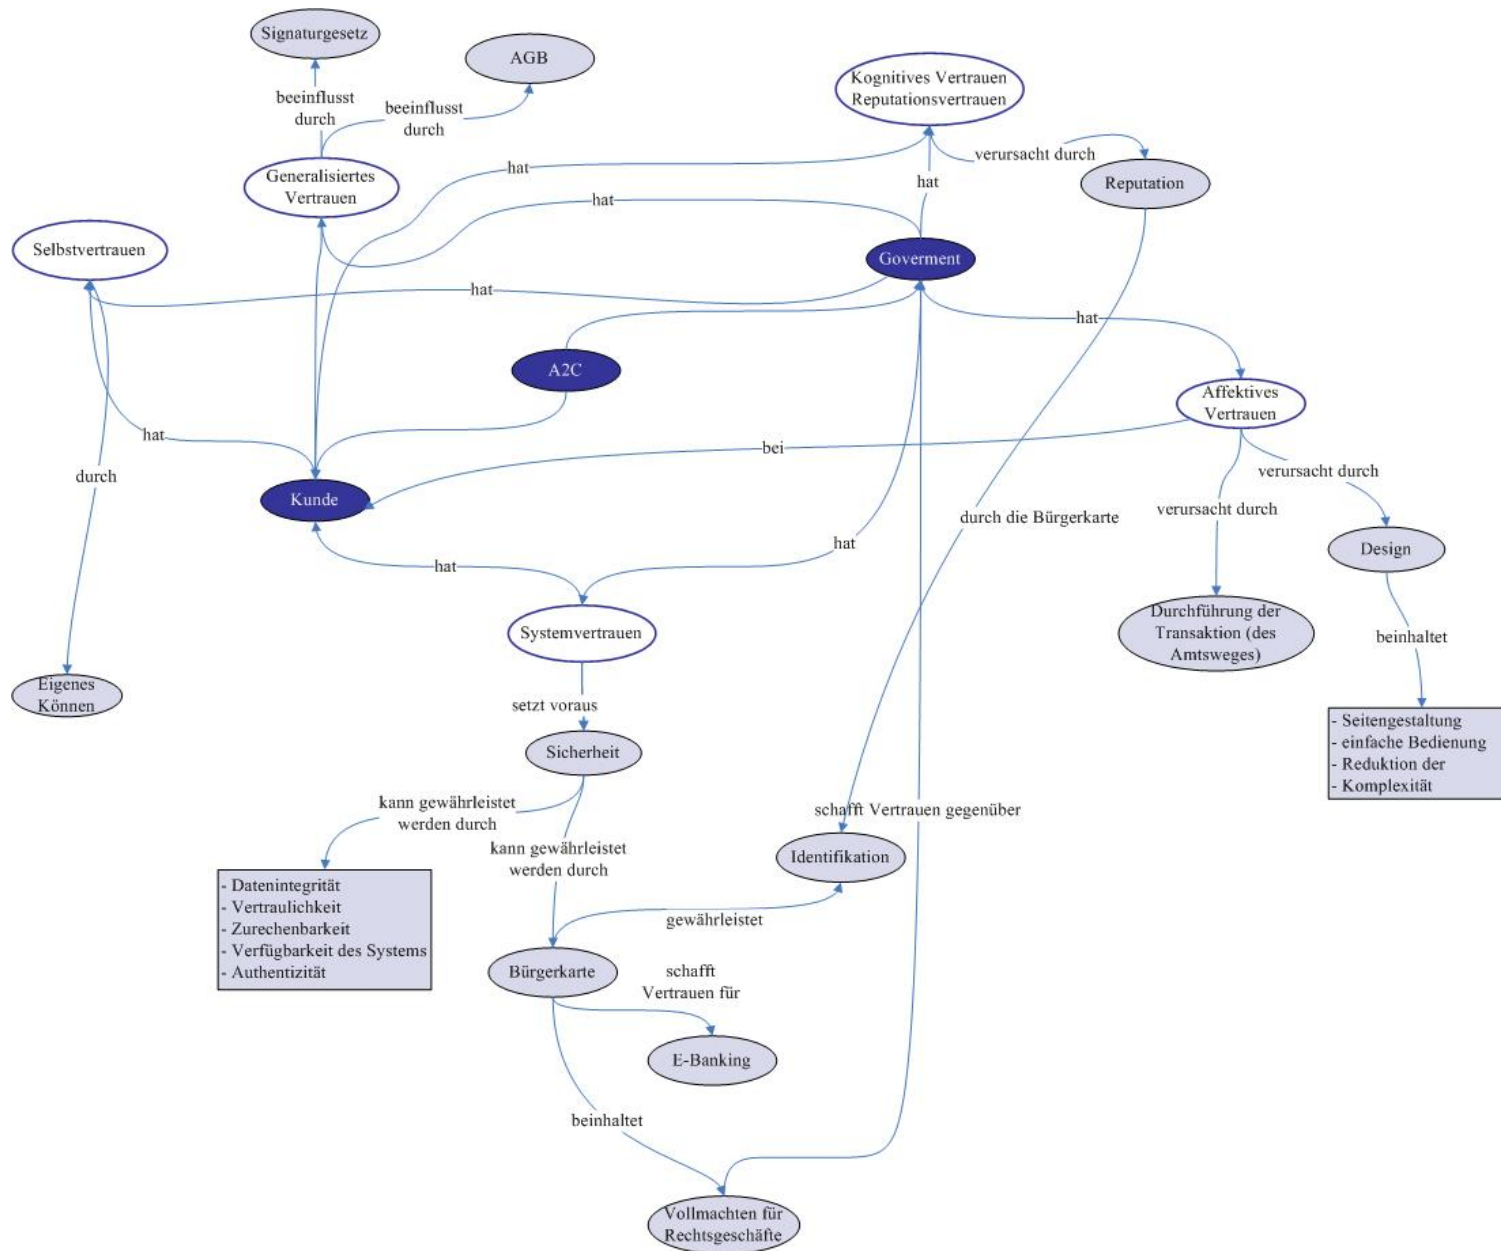 Signaturgesetz
AGB
Kognitives Vertrauen
Reputationsvertrauen
beeinflusst
durch
beeinflusst
durch
verursacht durch
hat
hat
Generalisiertes
Vertrauen
Reputation
hat
Selbstvertrauen
Goverment
hat
hat
A2C
Affektives
Vertrauen
hat
bei
durch
verursacht durch
Kunde
verursacht durch
durch die Bürgerkarte
hat
Design
hat
Systemvertrauen
Durchführung der
Transaktion (des
Amtsweges)
beinhaltet
Eigenes
Können
setzt voraus
- Seitengestaltung
- einfache Bedienung
- Reduktion der
- Komplexität
Sicherheit
kann gewährleistet
werden durch
schafft Vertrauen gegenüber
kann gewährleistet
werden durch
Identifikation
- Datenintegrität
- Vertraulichkeit
- Zurechenbarkeit
- Verfügbarkeit des Systems
- Authentizität
gewährleistet
Bürgerkarte
schafft
Vertrauen für
E-Banking
beinhaltet
Vollmachten für
Rechtsgeschäfte